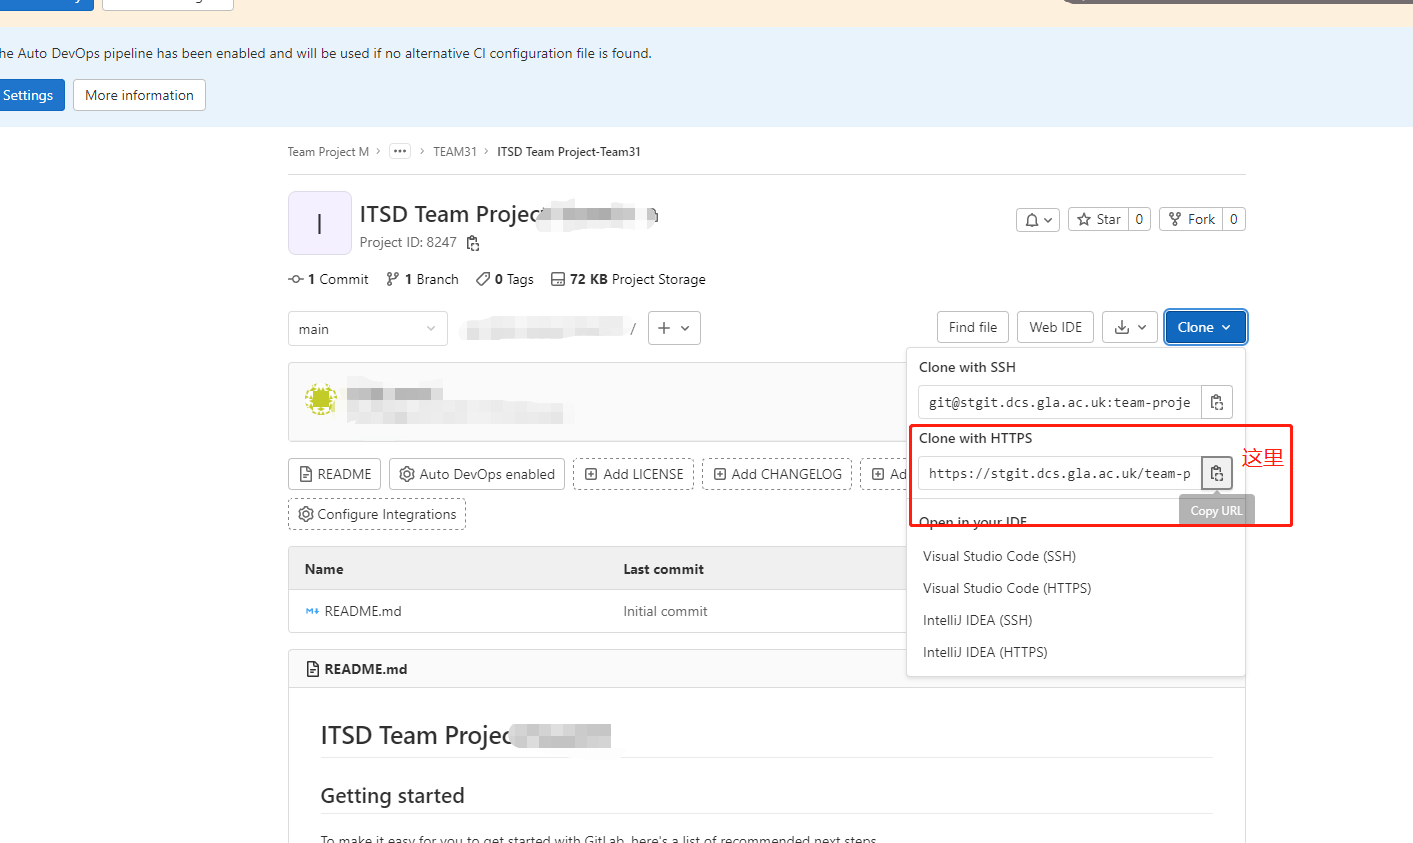 he Auto DevOps pipeline has been enabled and will be used if no alternative CI configuration file is found.
Settings
More information
Team Project M › ••• › TEAM31 › ITSD Team Project-Team31
I
ITSD Team Project
Project ID: 8247
Star 0
Fork 0
1 Commit 1 Branch 0 Tags 72 KB Project Storage
main
/
+
Find file
Web IDE
Clone
Clone with SSH
git@stgit.dcs.gla.ac.uk:team-proje
Clone with HTTPS
这里
https://stgit.dcs.gla.ac.uk/team-p
Copy URL
Open in your IDE
Visual Studio Code (SSH)
Visual Studio Code (HTTPS)
IntelliJ IDEA (SSH)
IntelliJ IDEA (HTTPS)
README
Auto DevOps enabled
Add LICENSE
Add CHANGELOG
Ad
Configure Integrations
Name Last commit
README.md Initial commit
README.md
ITSD Team Projec
Getting started
To make it easy for you to get started with GitLab, here's a list of recommended next steps.